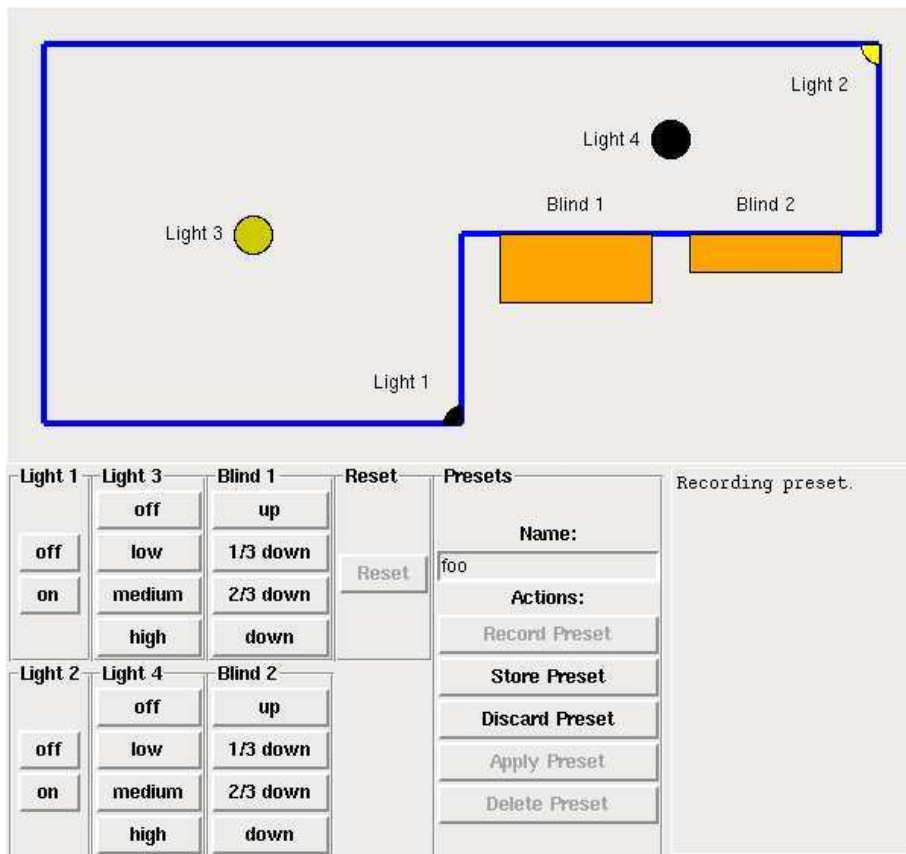 Light 2
Light 4
Blind 1 Blind 2
Light 3
Light 1
Light 1 Light 3 Blind 1 Reset Presets
Recording preset.
off up
Name:
off low 1/3 down
Reset foo
on medium 2/3 down Actions:
high down Record Preset
Light 2 Light 4 Blind 2 Store Preset
off up Discard Preset
off low 1/3 down Apply Preset
on medium 2/3 down Delete Preset
high down